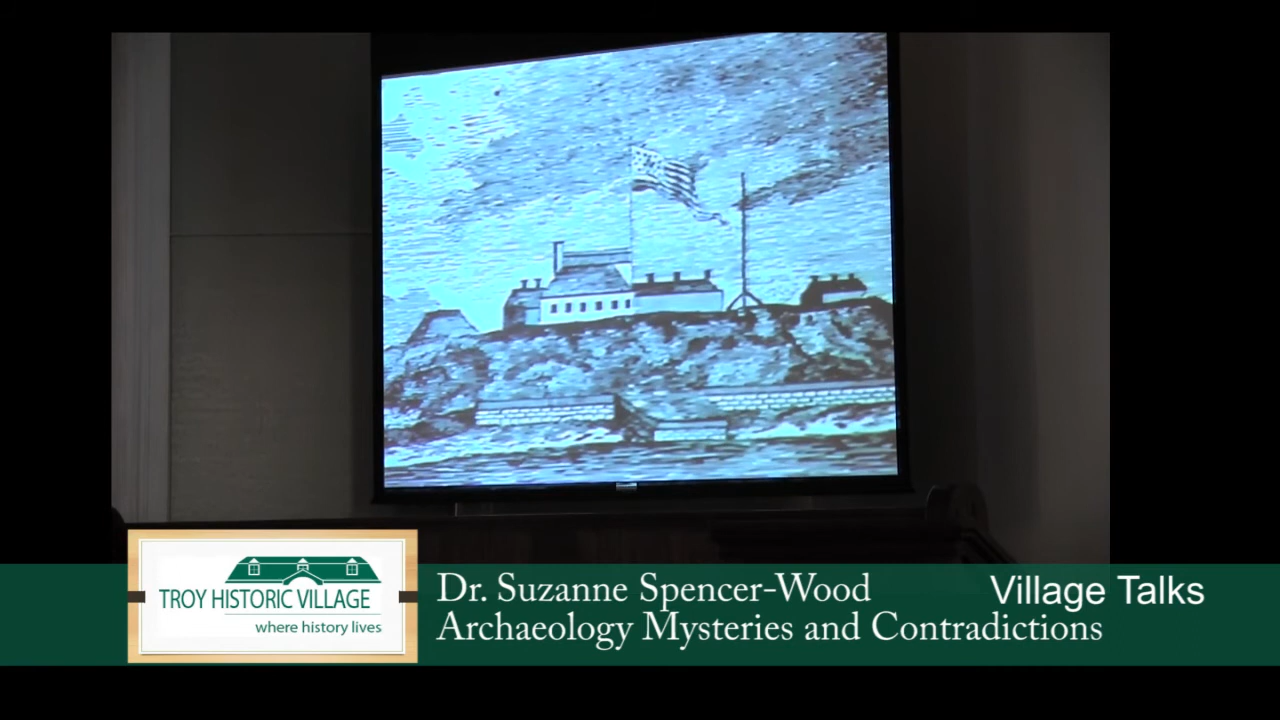 TROY HISTORIC VILLAGE
where history lives
Dr. Suzanne Spencer-Wood
Village Talks
Archaeology Mysteries and Contradictions